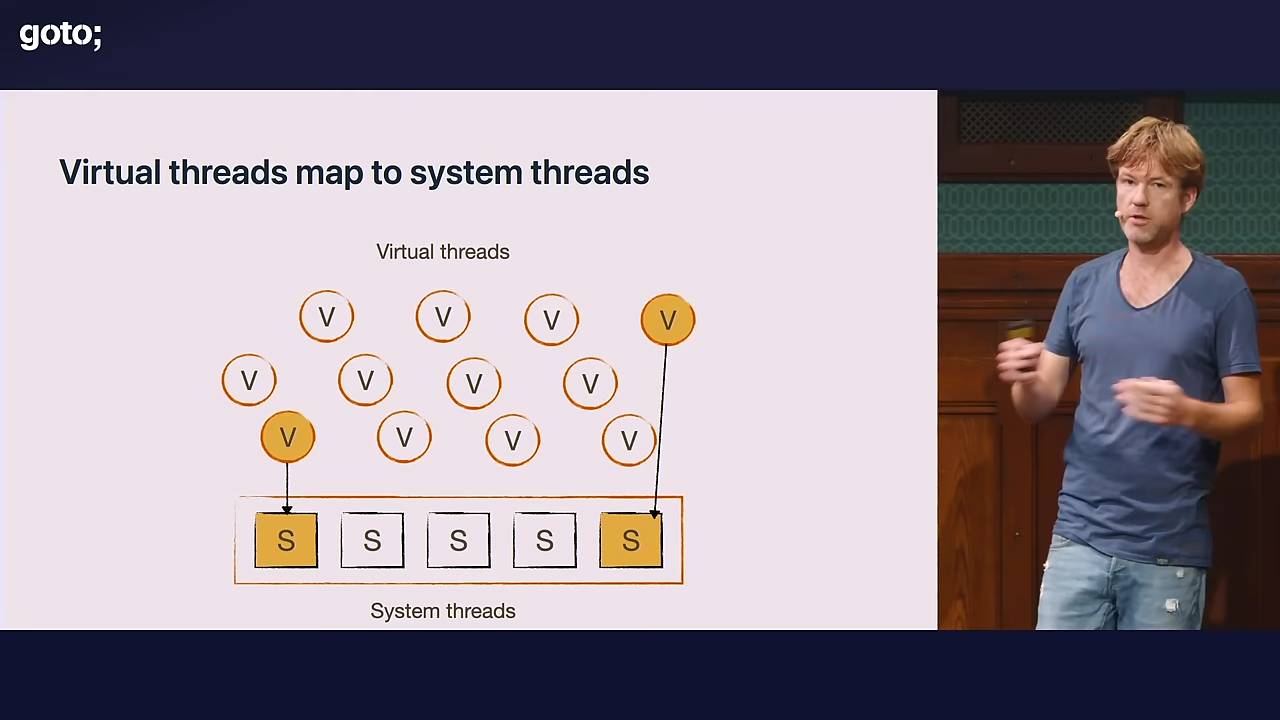 goto;
Virtual threads map to system threads
Virtual threads
V V V V
V V V V
V V V V
S S S S S
System threads